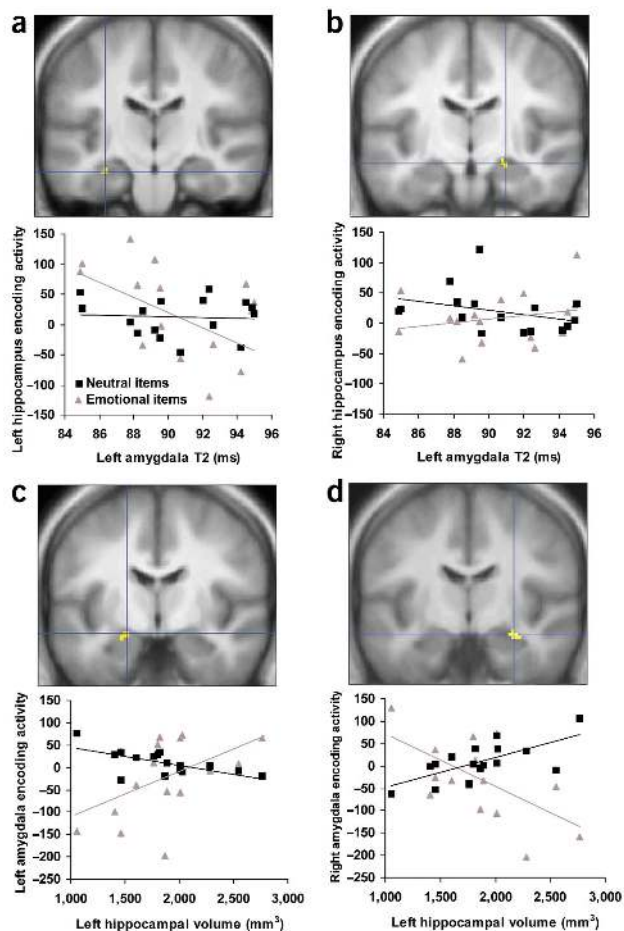 a
b
150
100
50
0
–50
–100
–150
84 86 88 90 92 94 96
Left hippocampus encoding activity
Neutral items
Emotional items
Left amygdala T2 (ms)
150
100
50
0
–50
–100
–150
84 86 88 90 92 94 96
Right hippocampus encoding activity
Left amygdala T2 (ms)
c
d
150
100
50
0
–50
–100
–150
–200
–250
1,000 1,500 2,000 2,500 3,000
Left amygdala encoding activity
Left hippocampal volume (mm³)
150
100
50
0
–50
–100
–150
–200
–250
1,000 1,500 2,000 2,500 3,000
Right amygdala encoding activity
Left hippocampal volume (mm³)